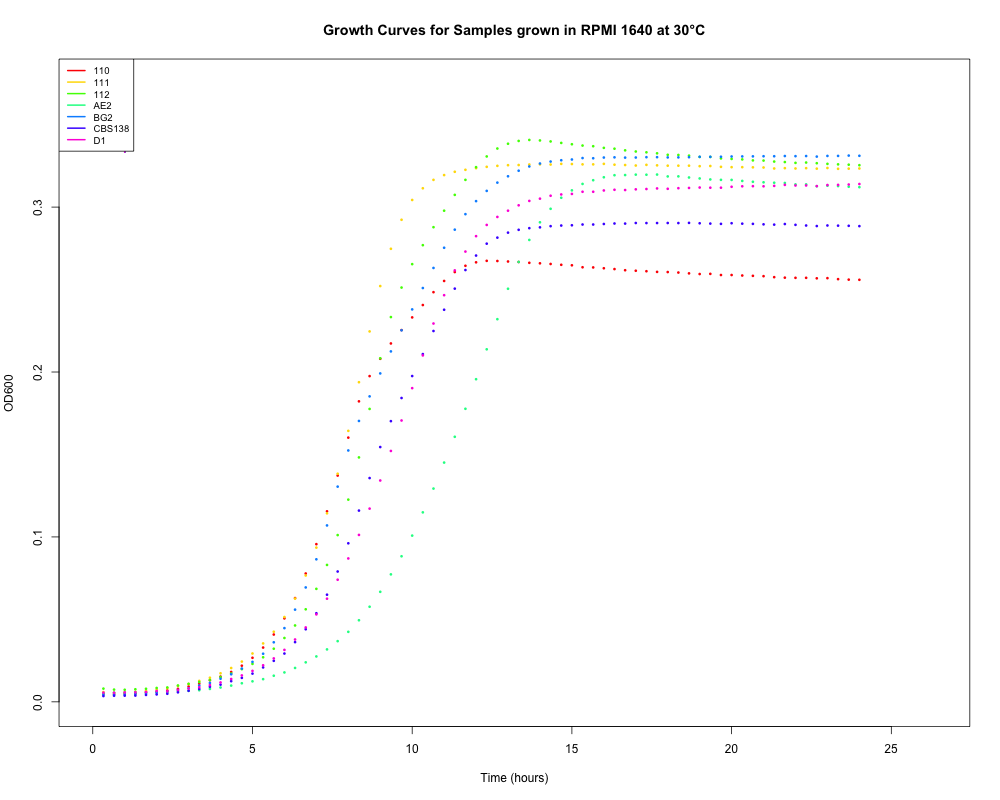 Growth Curves for Samples grown in RPMI 1640 at 30°C
110
111
112
AE2
BG2
CBS138
D1
OD600
0.3
0.2
0.1
0.0
0 5 10 15 20 25
Time (hours)